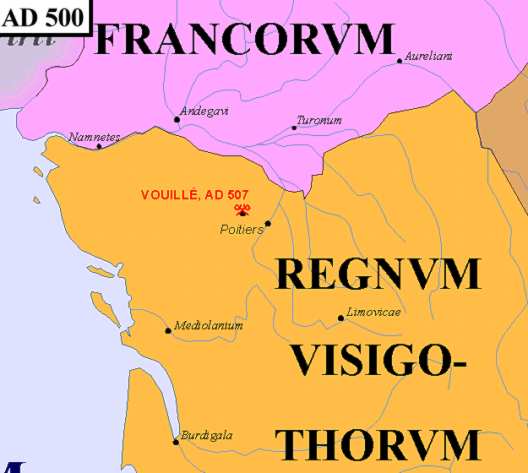 AD 500
FRANCORVM
Aureliani
Andegavi
Turonum
Namnetes
VOUILLÉ, AD 507
Poitiers
REGNVM
Limovicae
Mediolanium
VISIGO-
Burdigala
THORVM